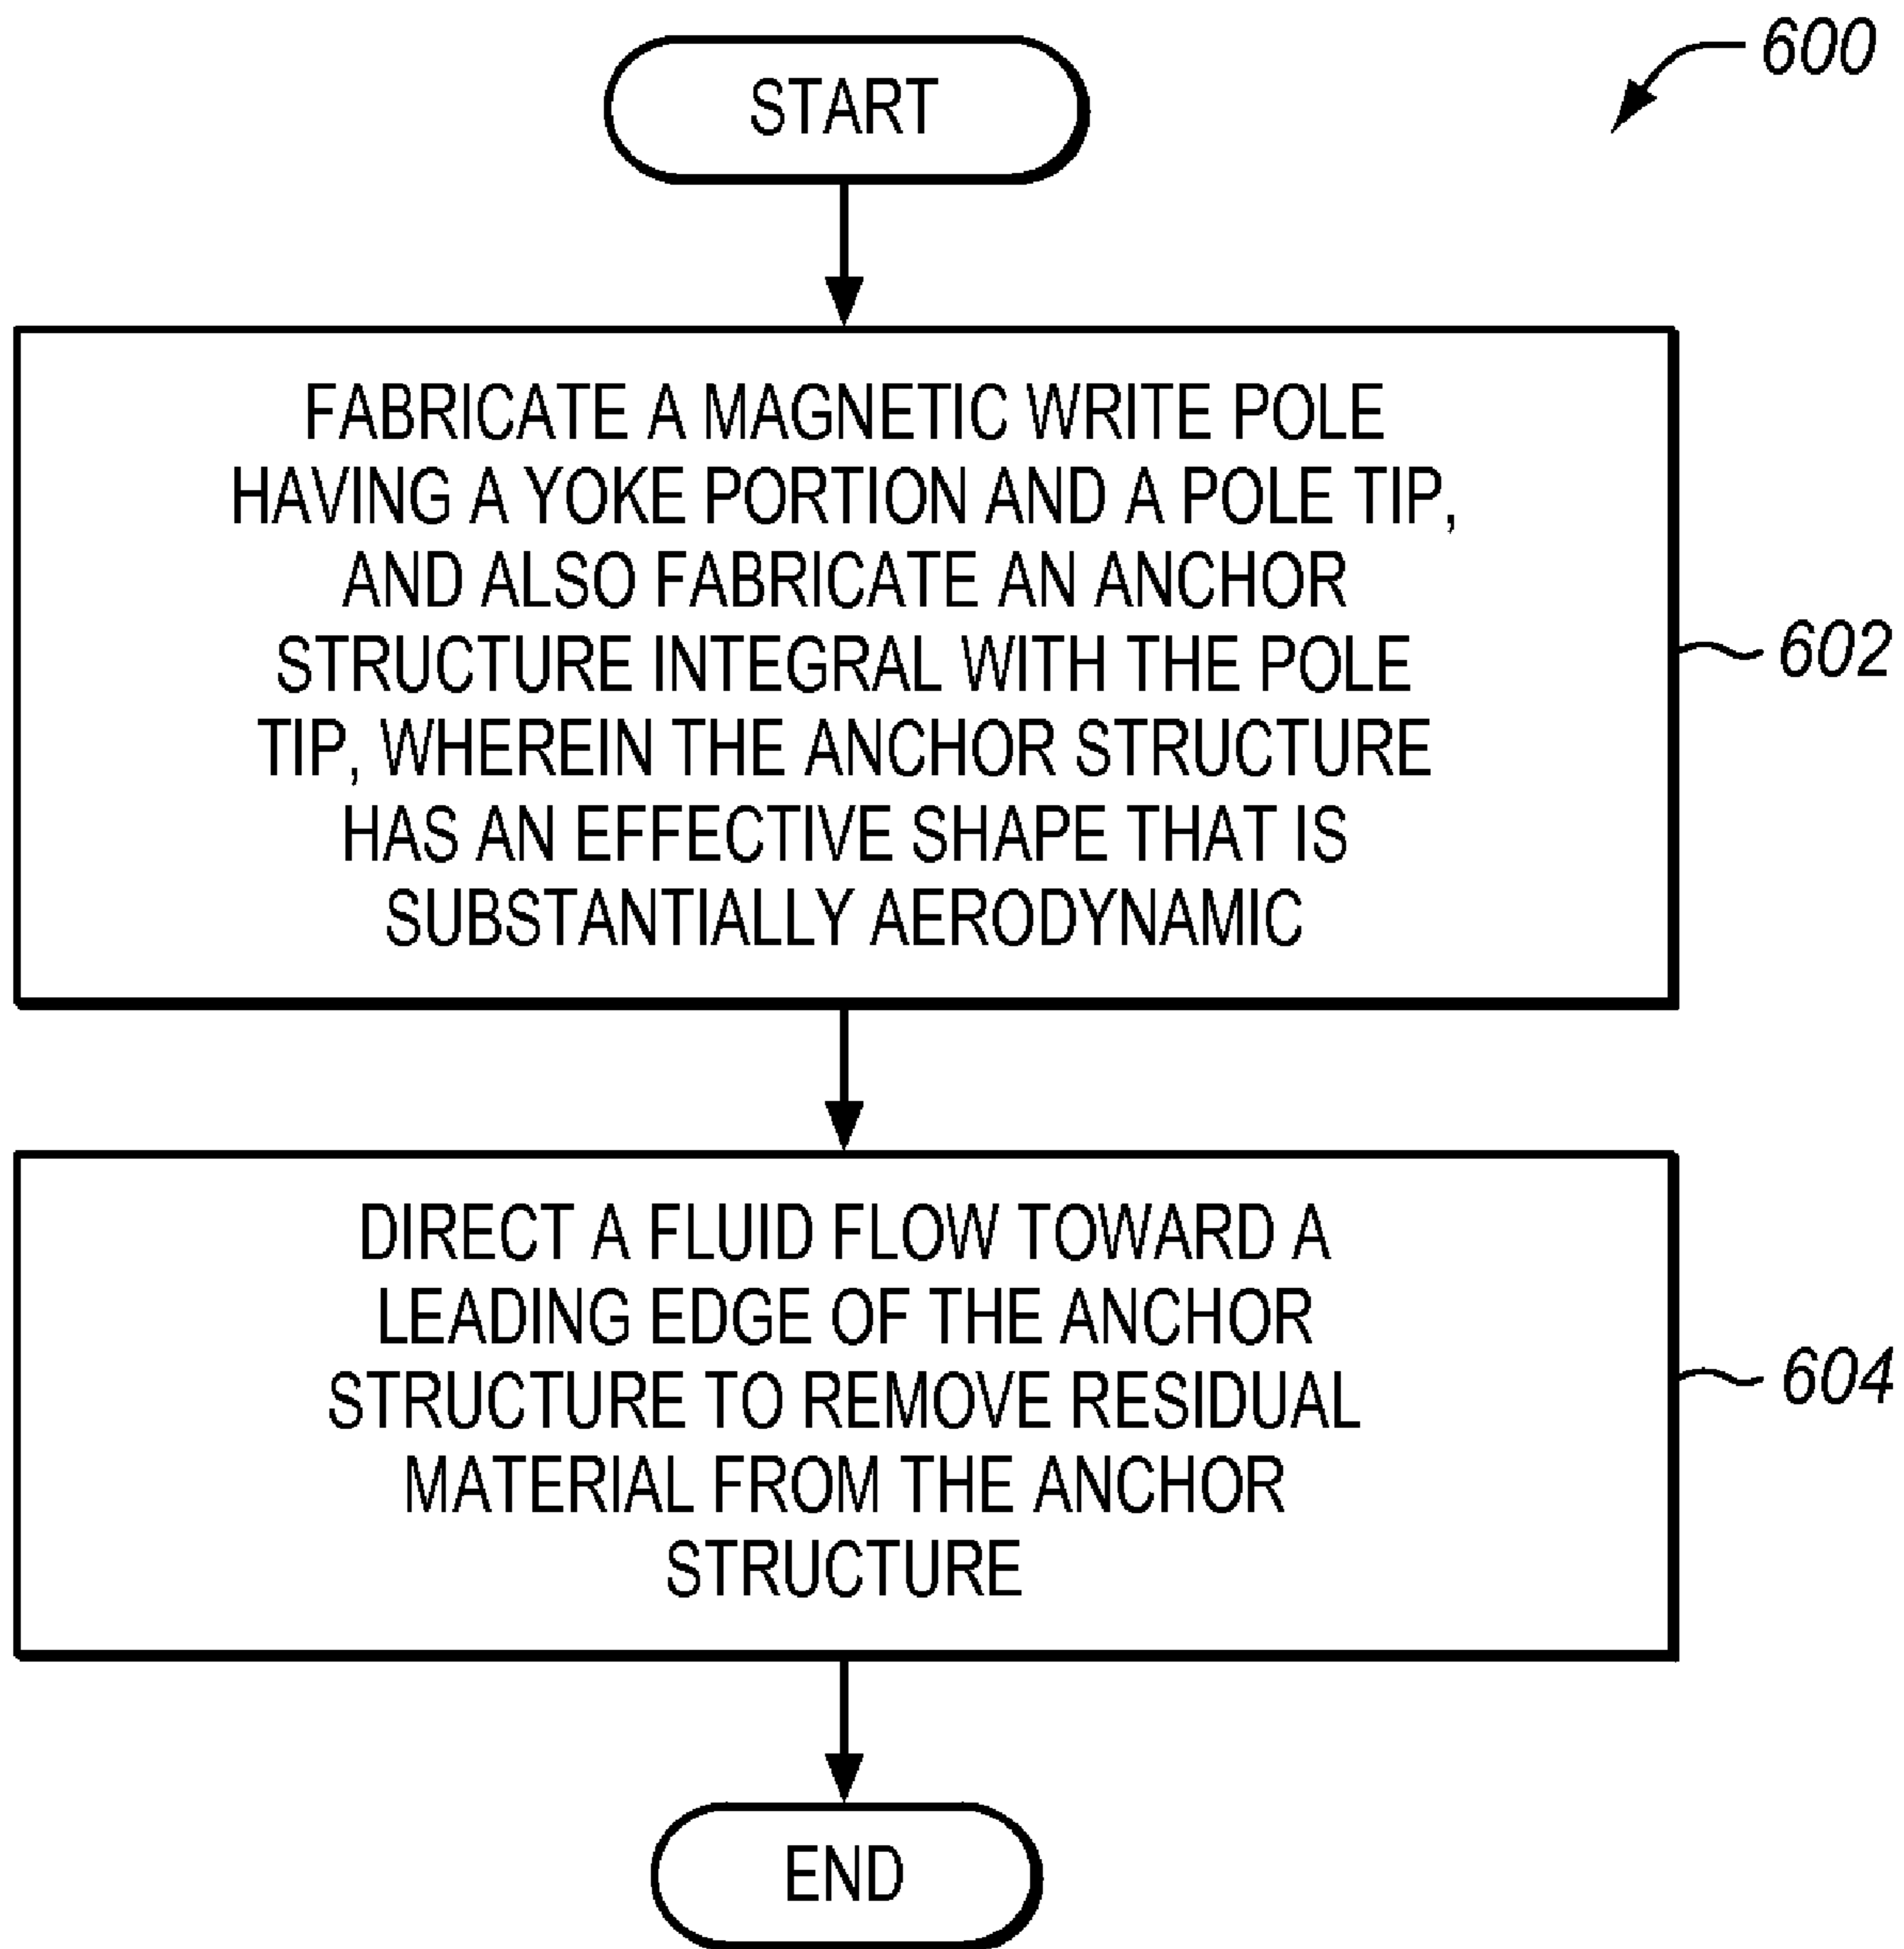 600
START
FABRICATE A MAGNETIC WRITE POLE
HAVING A YOKE PORTION AND A POLE TIP,
AND ALSO FABRICATE AN ANCHOR
STRUCTURE INTEGRAL WITH THE POLE
TIP, WHEREIN THE ANCHOR STRUCTURE
HAS AN EFFECTIVE SHAPE THAT IS
SUBSTANTIALLY AERODYNAMIC
602
DIRECT A FLUID FLOW TOWARD A
LEADING EDGE OF THE ANCHOR
STRUCTURE TO REMOVE RESIDUAL
MATERIAL FROM THE ANCHOR
STRUCTURE
604
END